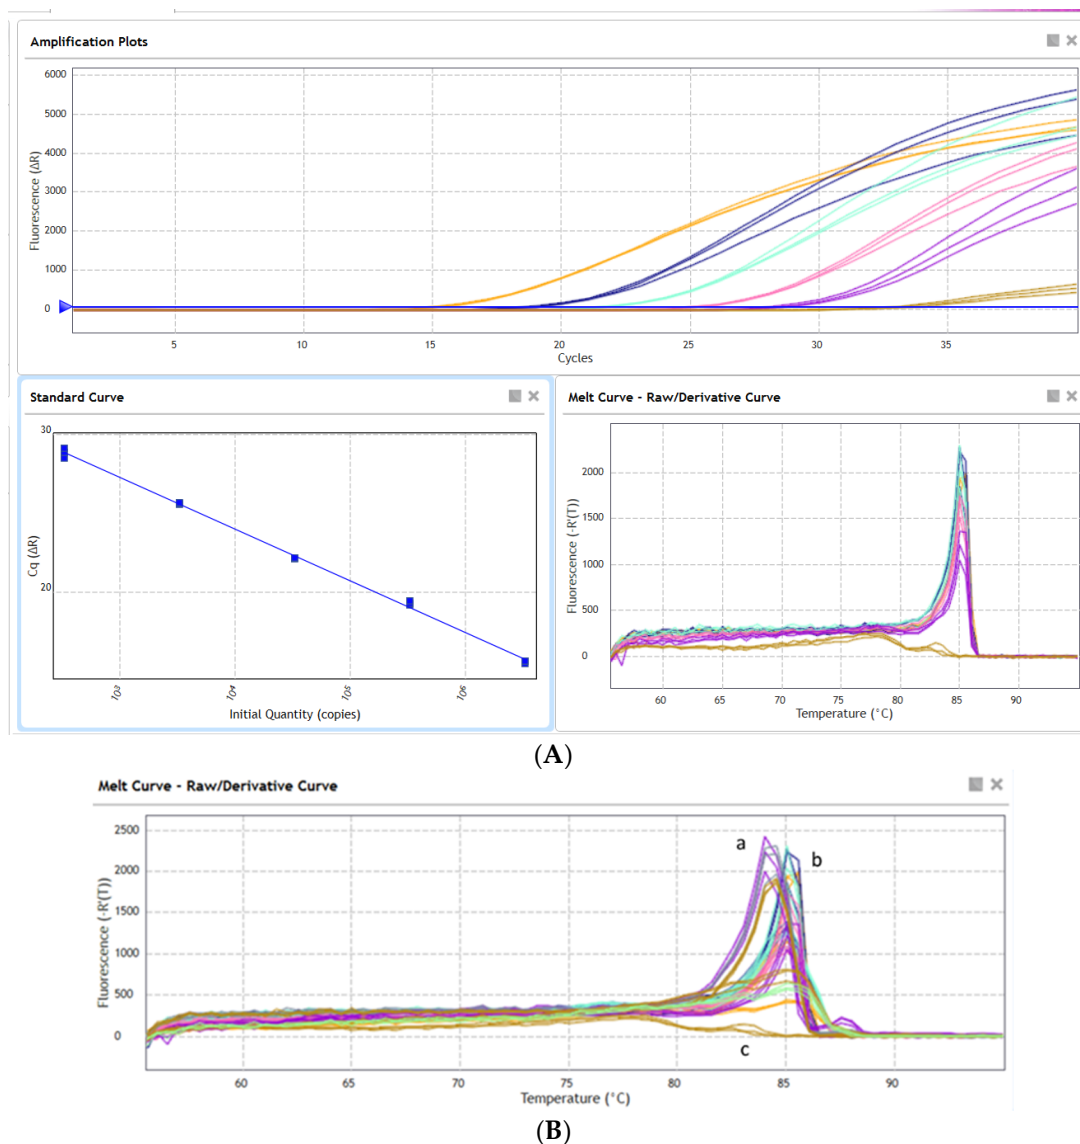 Amplification Plots
6000
5000
4000
3000
2000
1000
0
Fluorescence (ΔR)
5
10
15
20
25
30
35
Cycles
Standard Curve
30
20
Cq (ΔR)
10³
10⁴
10⁵
10⁶
Initial Quantity (copies)
Melt Curve - Raw/Derivative Curve
2000
1500
1000
500
0
Fluorescence (-R'(T))
60
65
70
75
80
85
90
Temperature (°C)
(A)
Melt Curve - Raw/Derivative Curve
2500
2000
1500
1000
500
0
Fluorescence (-R'(T))
a
b
c
60
65
70
75
80
85
90
Temperature (°C)
(B)